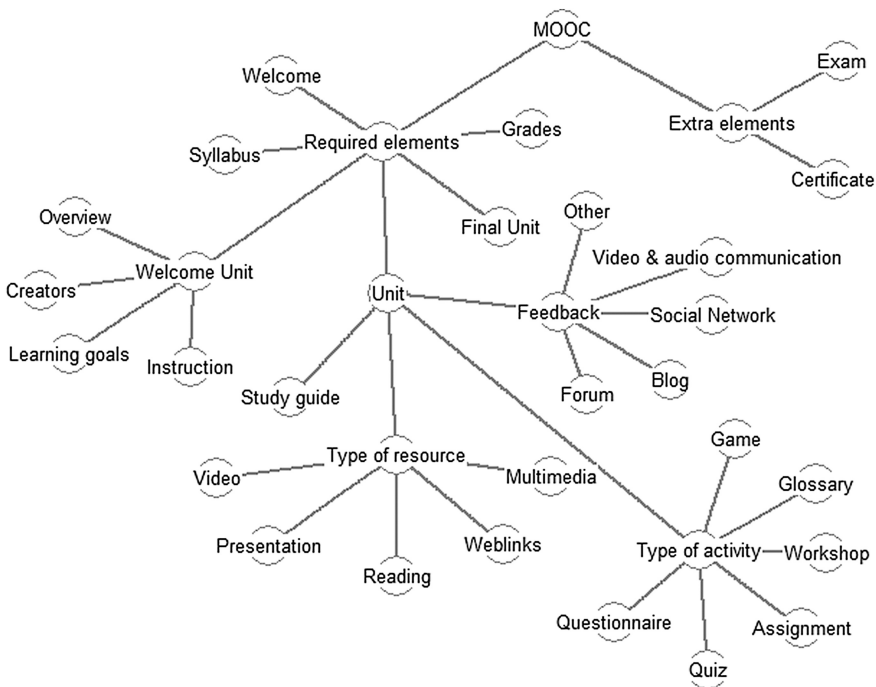 MOOC
Welcome
Exam
Required elements
Grades
Extra elements
Syllabus
Certificate
Overview
Final Unit
Other
Welcome Unit
Video & audio communication
Creators
Unit
Feedback
Social Network
Learning goals
Instruction
Study guide
Forum
Blog
Type of resource
Game
Video
Multimedia
Glossary
Presentation
Weblinks
Type of activity
Workshop
Reading
Questionnaire
Assignment
Quiz